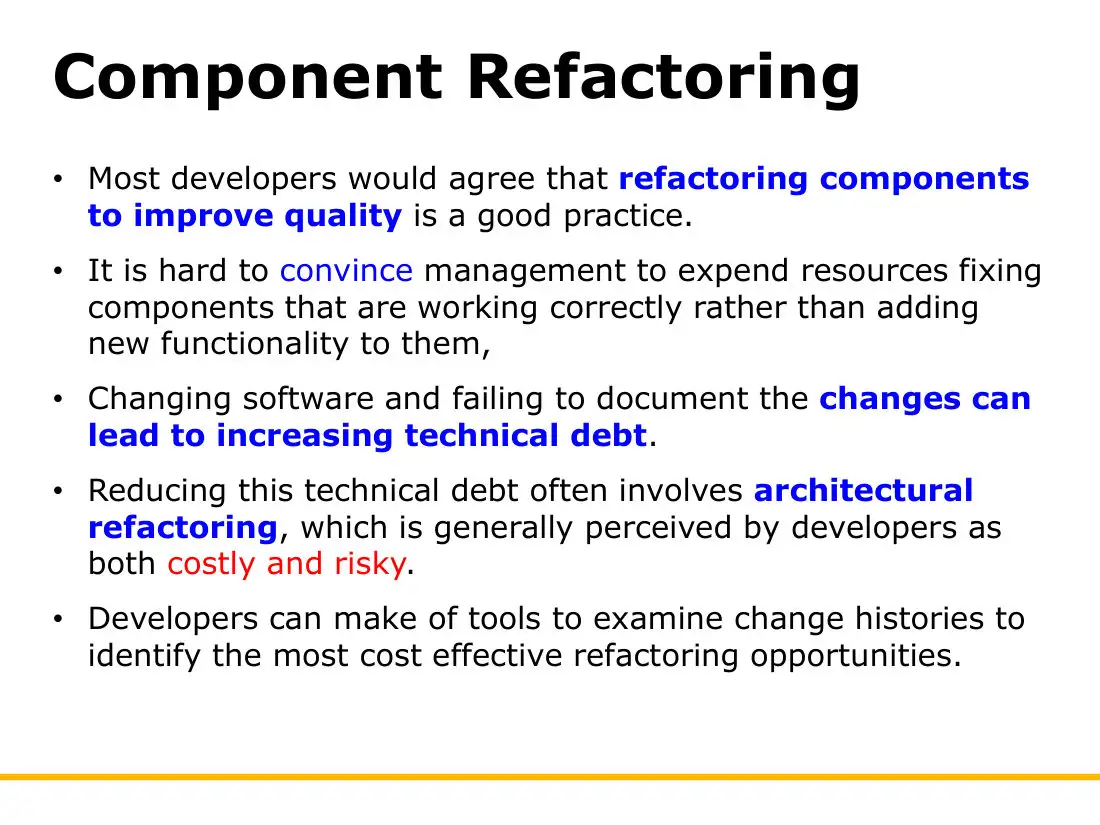 Component Refactoring
• Most developers would agree that refactoring components
to improve quality is a good practice.
• It is hard to convince management to expend resources fixing
components that are working correctly rather than adding
new functionality to them,
• Changing software and failing to document the changes can
lead to increasing technical debt.
• Reducing this technical debt often involves architectural
refactoring, which is generally perceived by developers as
both costly and risky.
• Developers can make of tools to examine change histories to
identify the most cost effective refactoring opportunities.